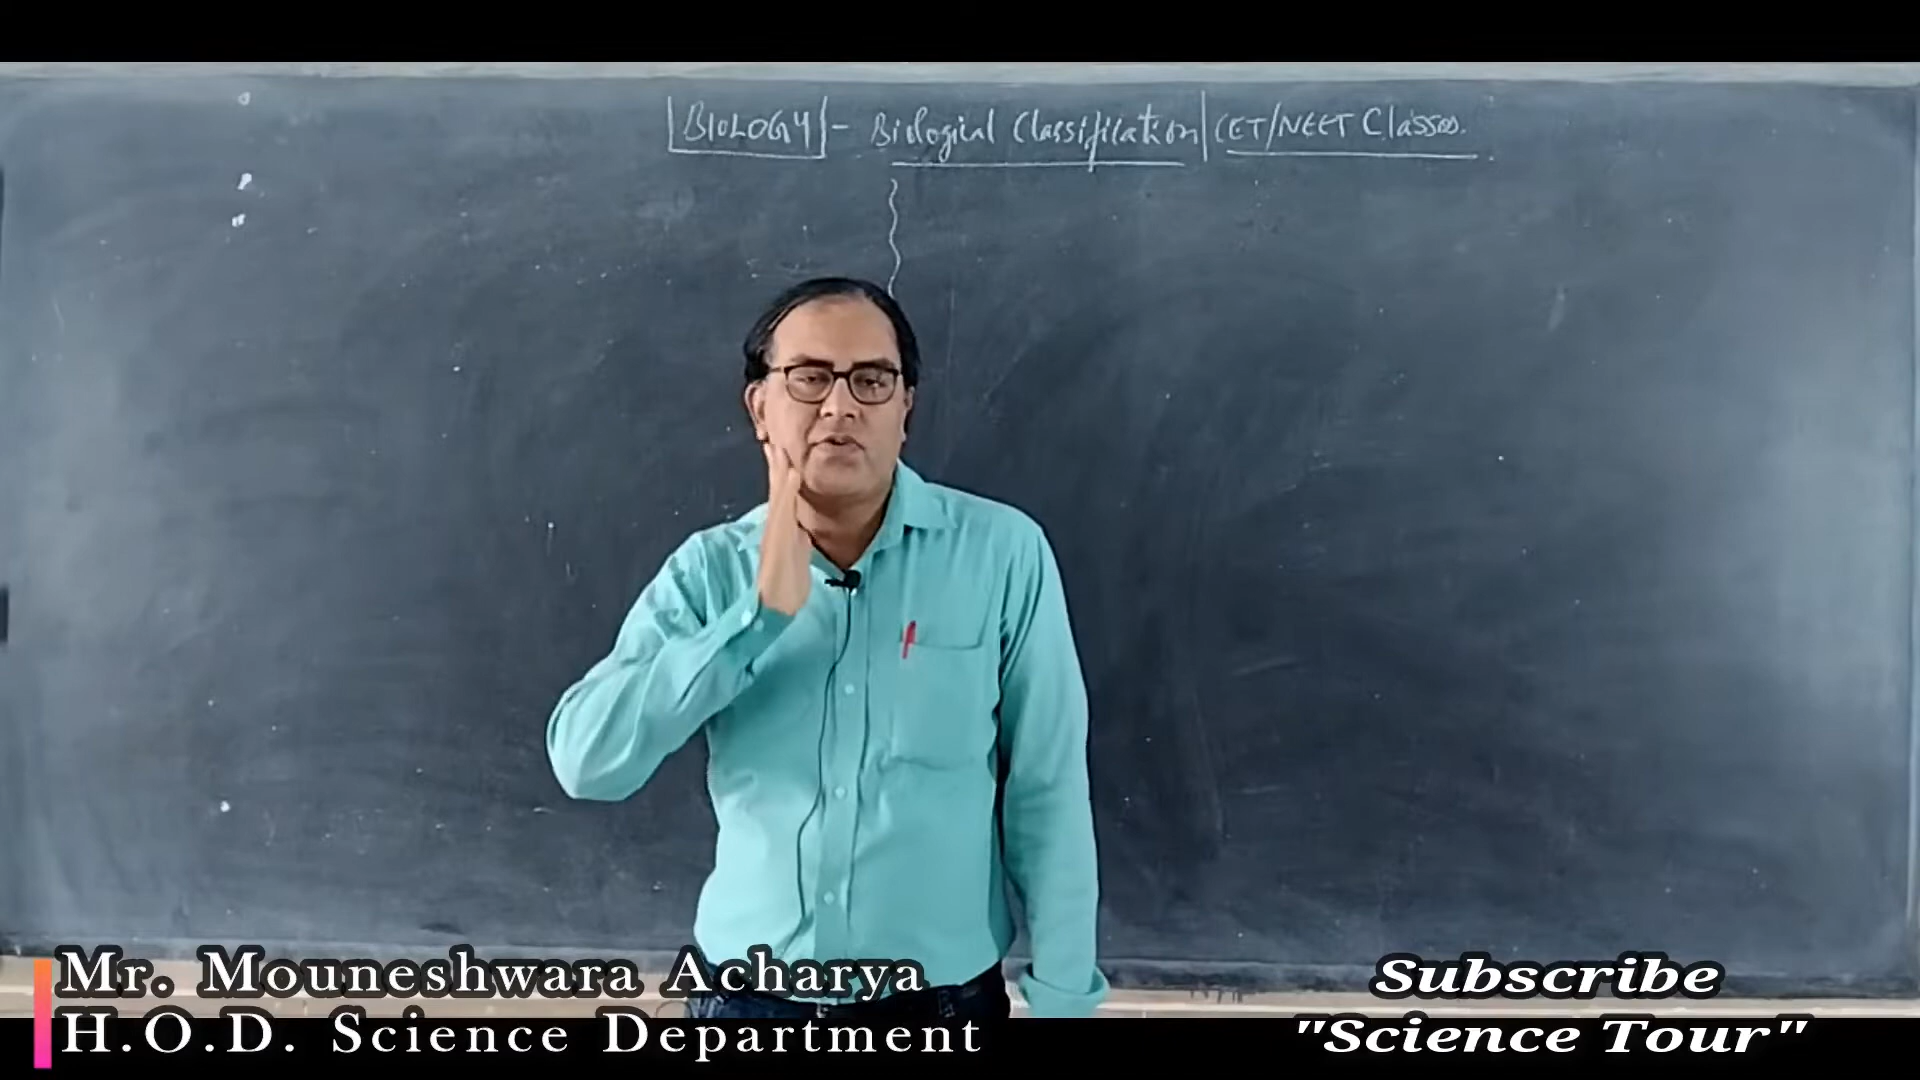 BIOLOGY - Biological Classification | CET/NEET Classes.
Mr. Mouneshwara Acharya
H.O.D. Science Department
Subscribe
"Science Tour"